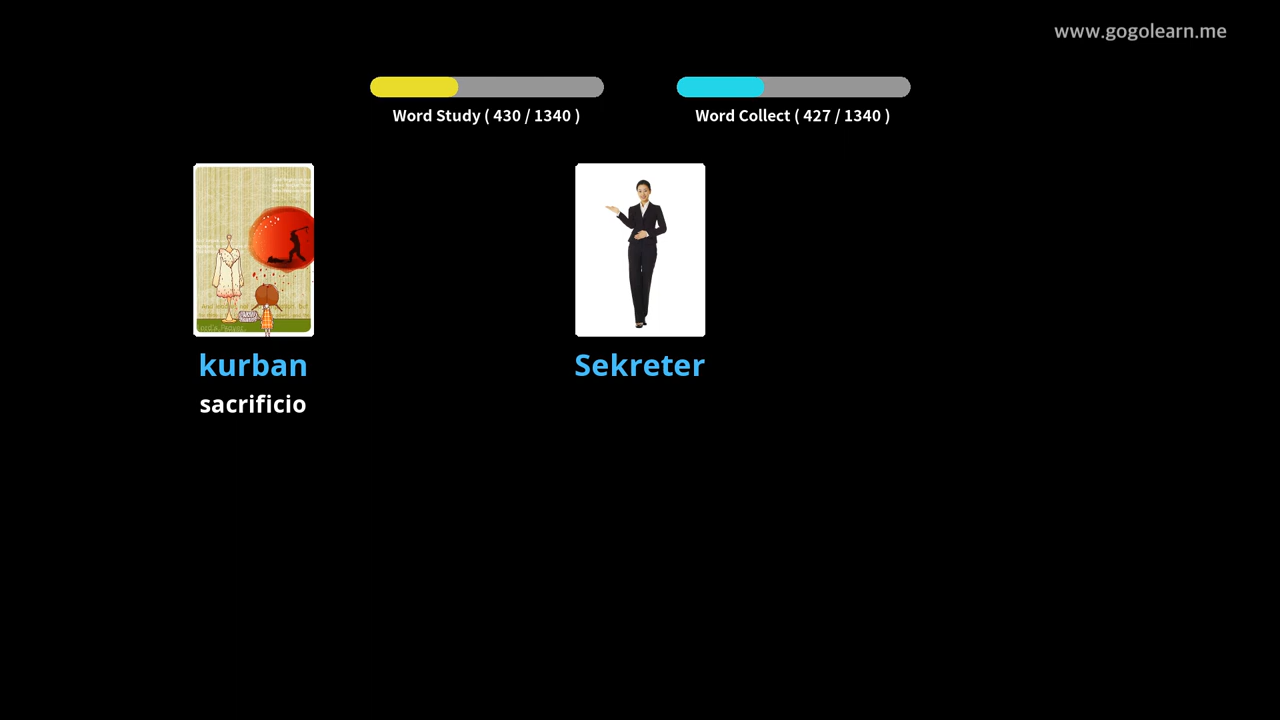 www.gogolearn.me
Word Study ( 430 / 1340 )
Word Collect ( 427 / 1340 )
kurban
sacrificio
Sekreter